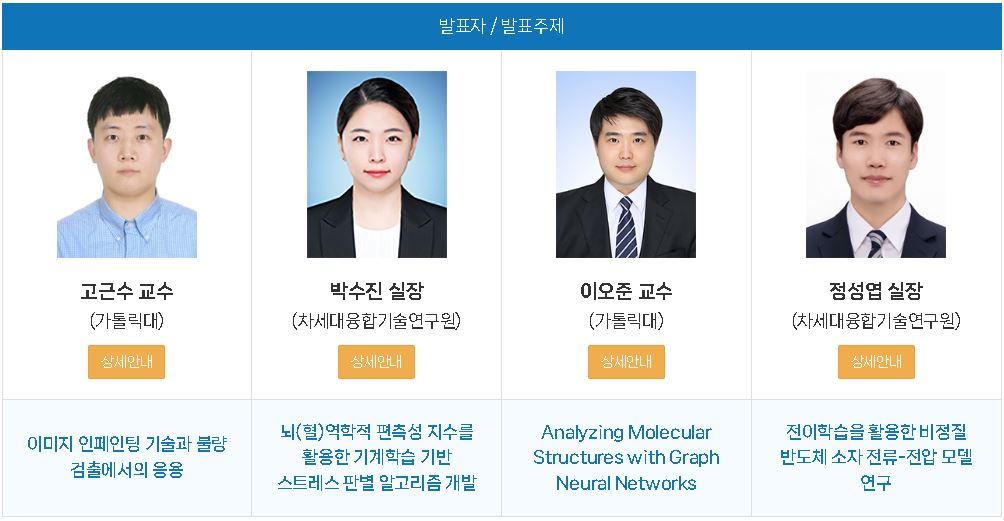 발표자 / 발표주제
고근수 교수
(가톨릭대)
상세안내
박수진 실장
(차세대융합기술연구원)
상세안내
이오준 교수
(가톨릭대)
상세안내
정성엽 실장
(차세대융합기술연구원)
상세안내
이미지 인페인팅 기술과 불량
검출에서의 응용
뇌(혈)역학적 편측성 지수를
활용한 기계학습 기반
스트레스 판별 알고리즘 개발
Analyzing Molecular
Structures with Graph
Neural Networks
전이학습을 활용한 비정질
반도체 소자 전류-전압 모델
연구